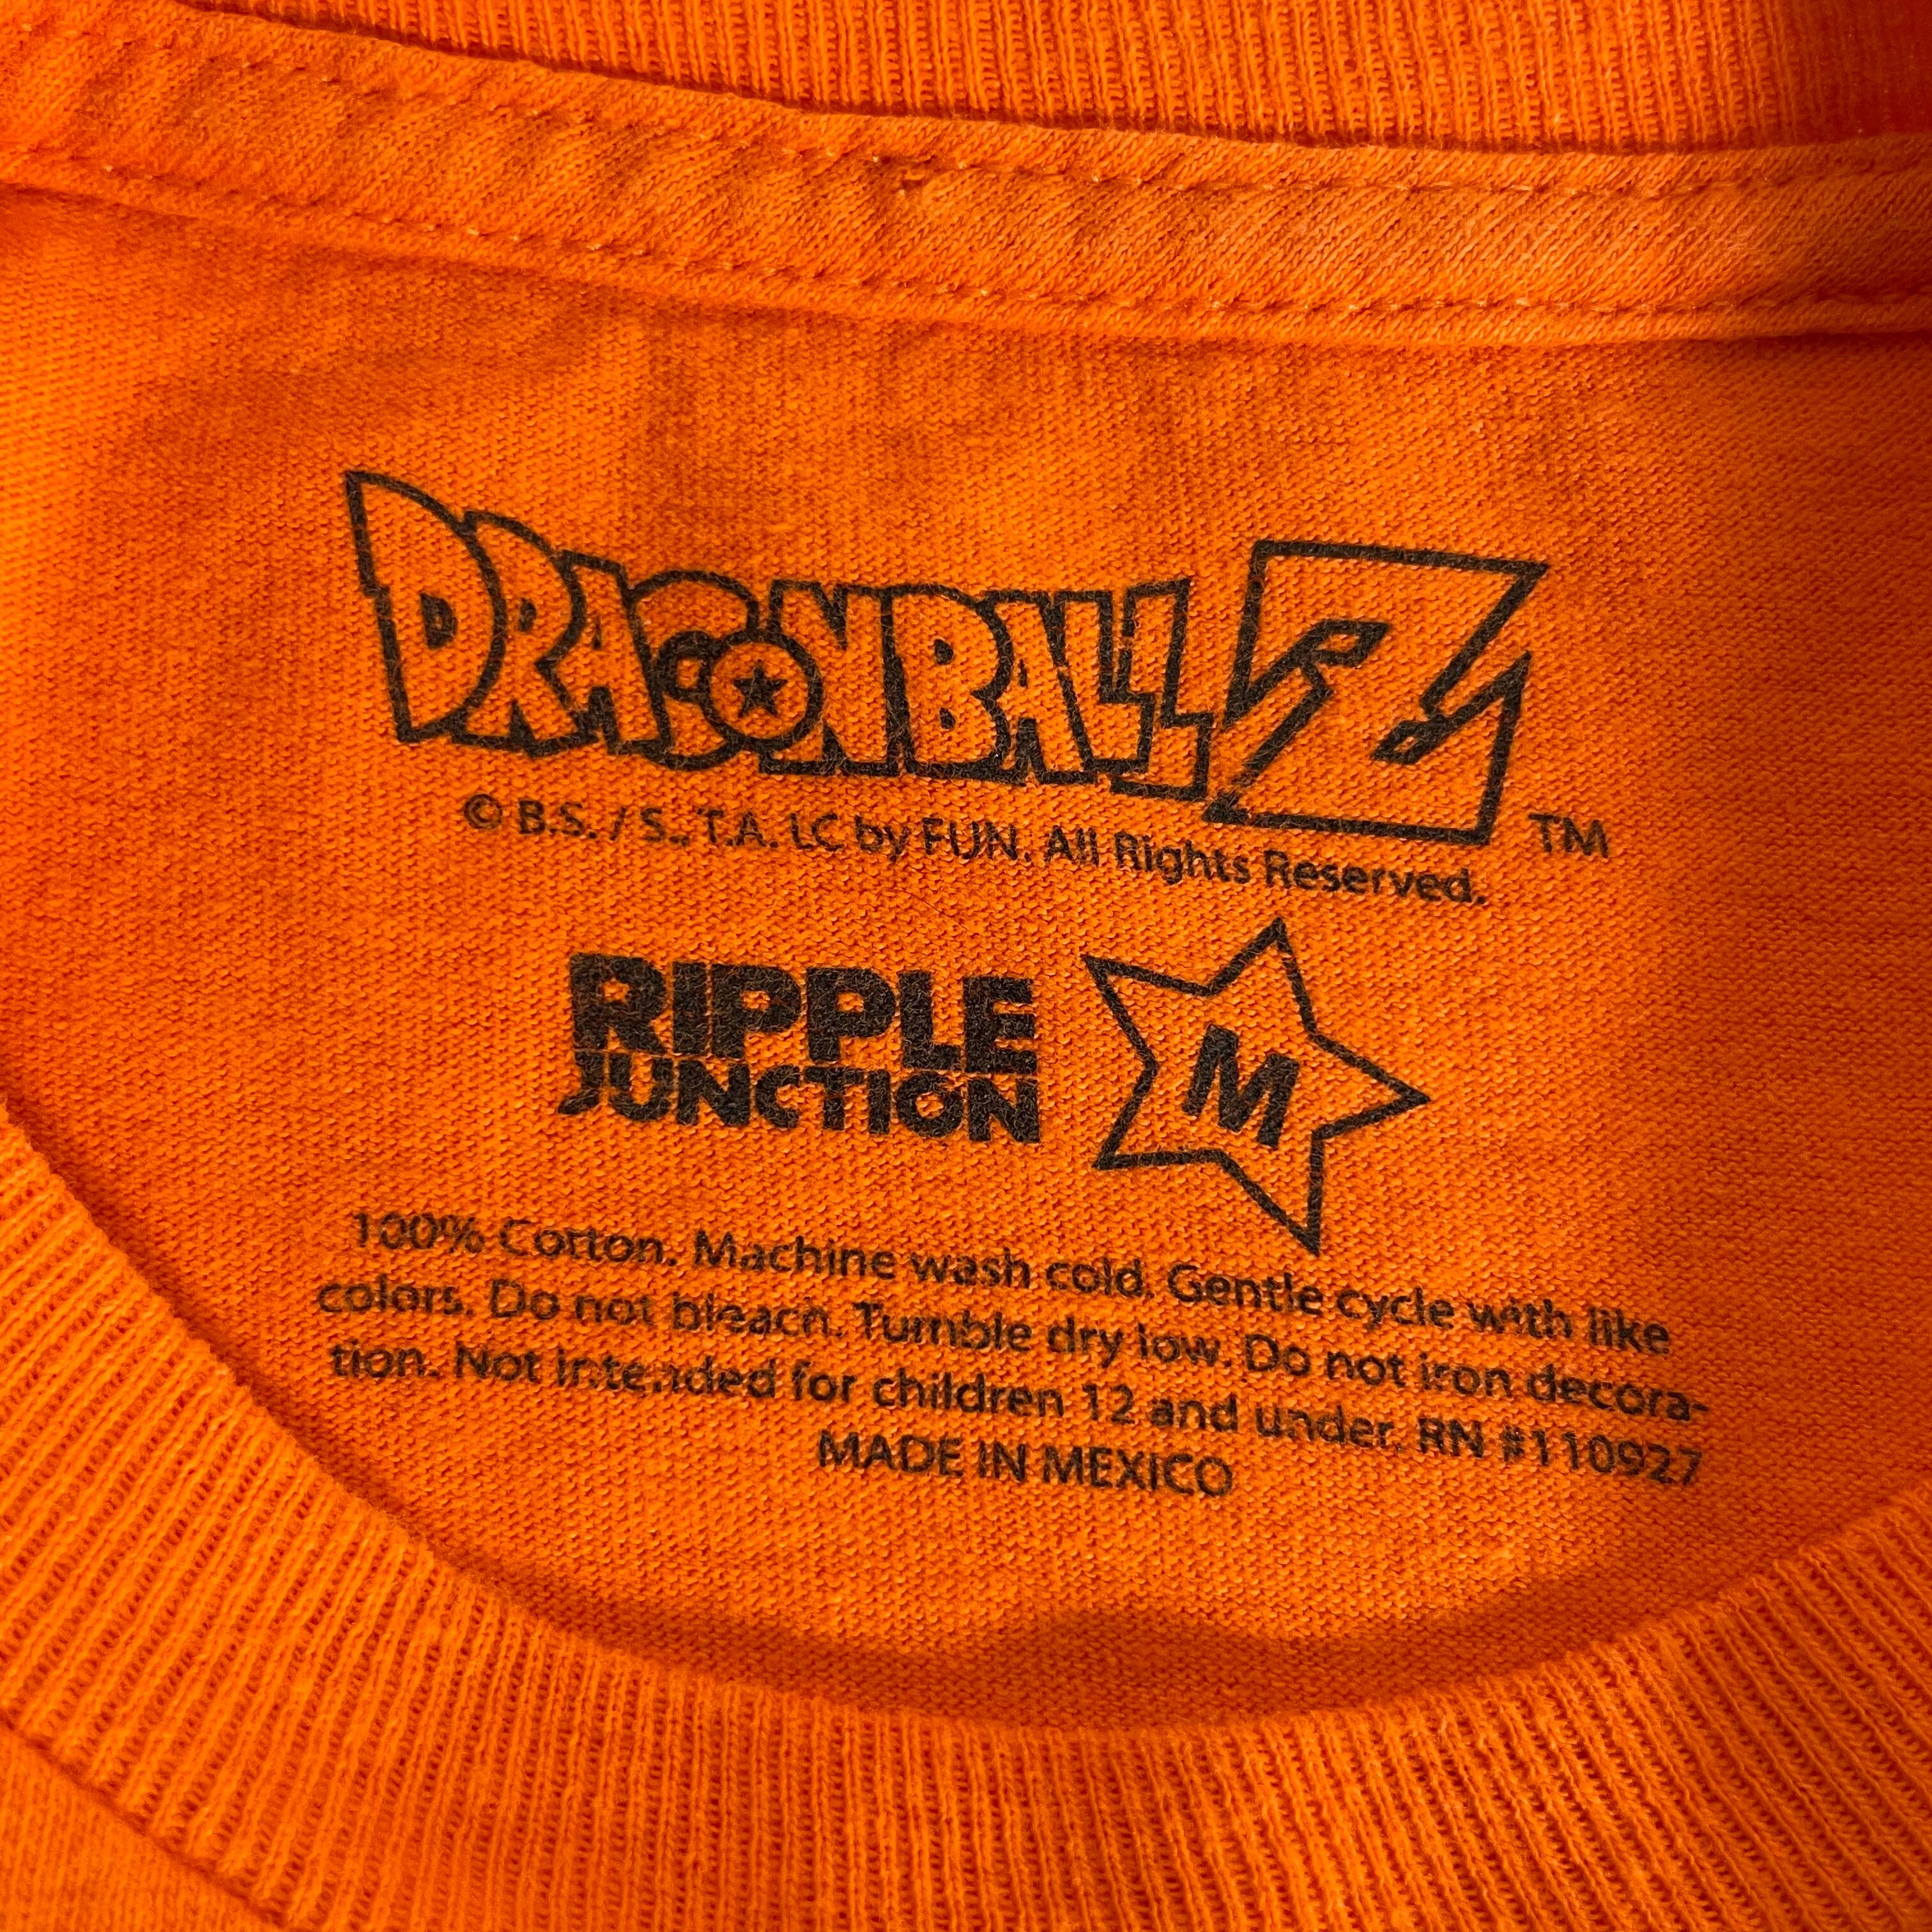 DRAGONBALL Z TM
© B.S. / S., T.A. LC by FUN. All Rights Reserved.
RIPPLE
JUNCTION
M
100% Cotton. Machine wash cold. Gentle cycle with like
colors. Do not bleach. Tumble dry low. Do not iron decora-
tion. Not intended for children 12 and under. RN #110927
MADE IN MEXICO